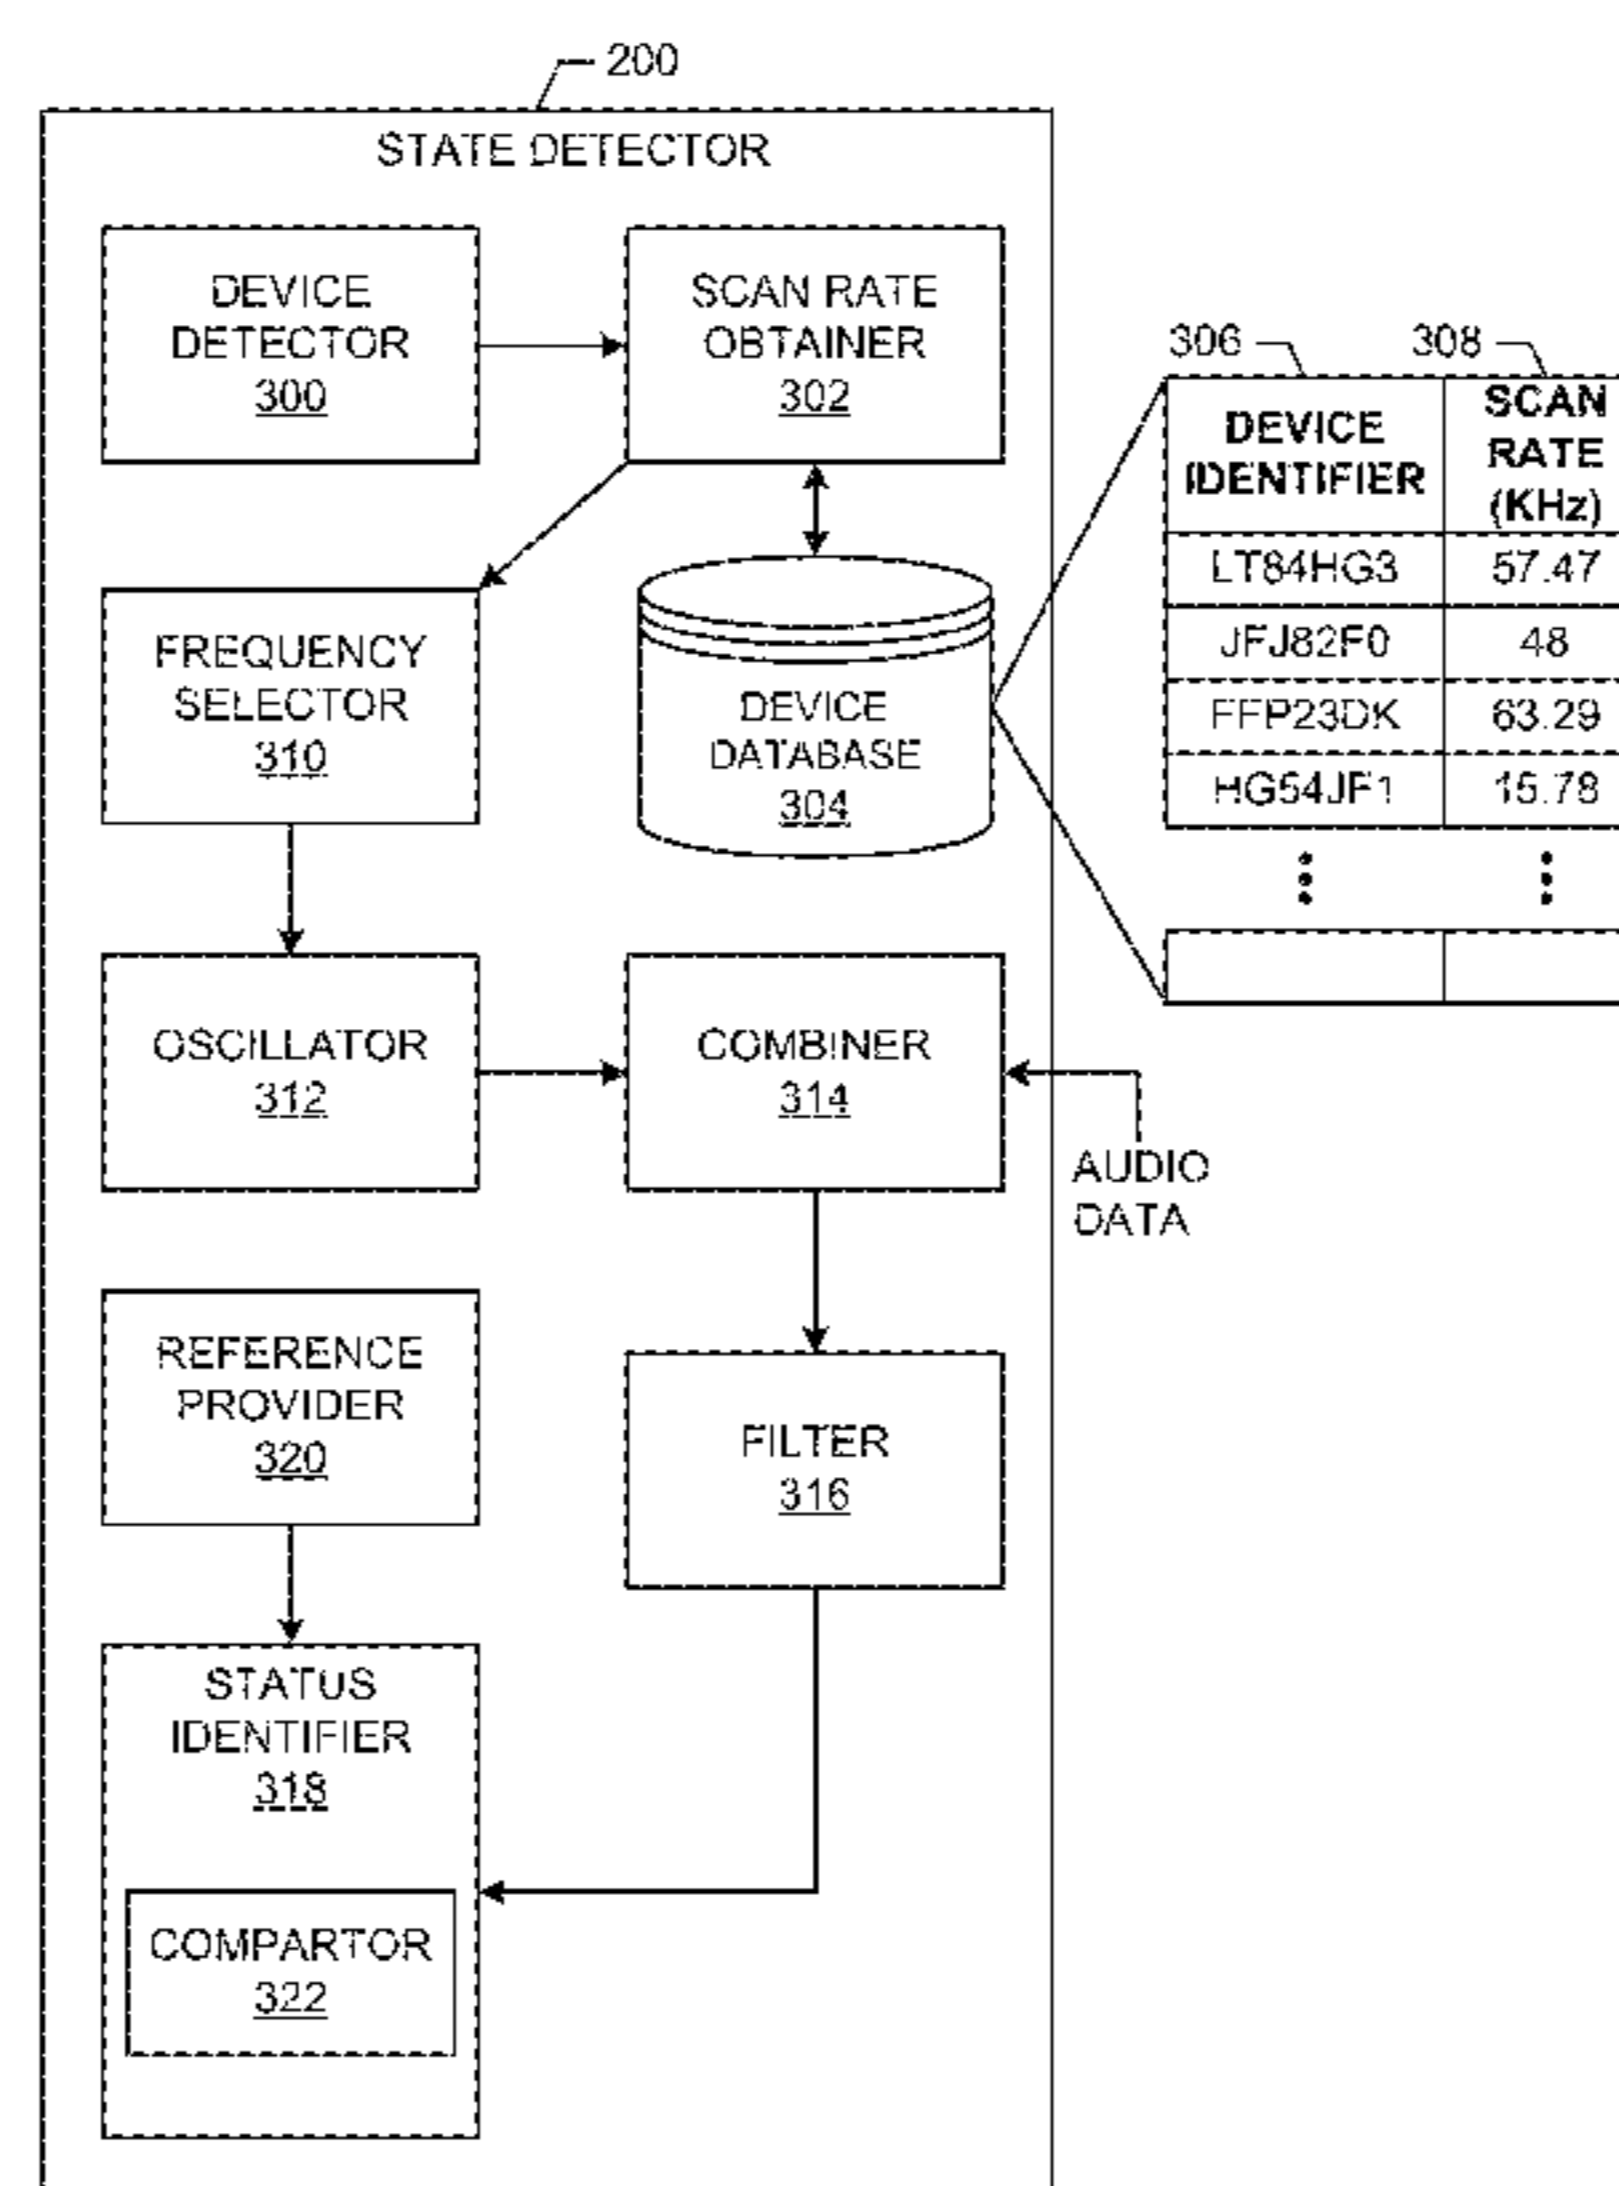 200
STATE DETECTOR
DEVICE
DETECTOR
300
SCAN RATE
OBTAINER
302
306
308
DEVICE
IDENTIFIER
SCAN
RATE
(KHz)
LT84HG3 57.47
JFJ82F0 48
FFP23DK 63.29
HG54JF1 15.78
FREQUENCY
SELECTOR
310
DEVICE
DATABASE
304
OSCILLATOR
312
COMBINER
314
AUDIO
DATA
REFERENCE
PROVIDER
320
FILTER
316
STATUS
IDENTIFIER
318
COMPARTOR
322